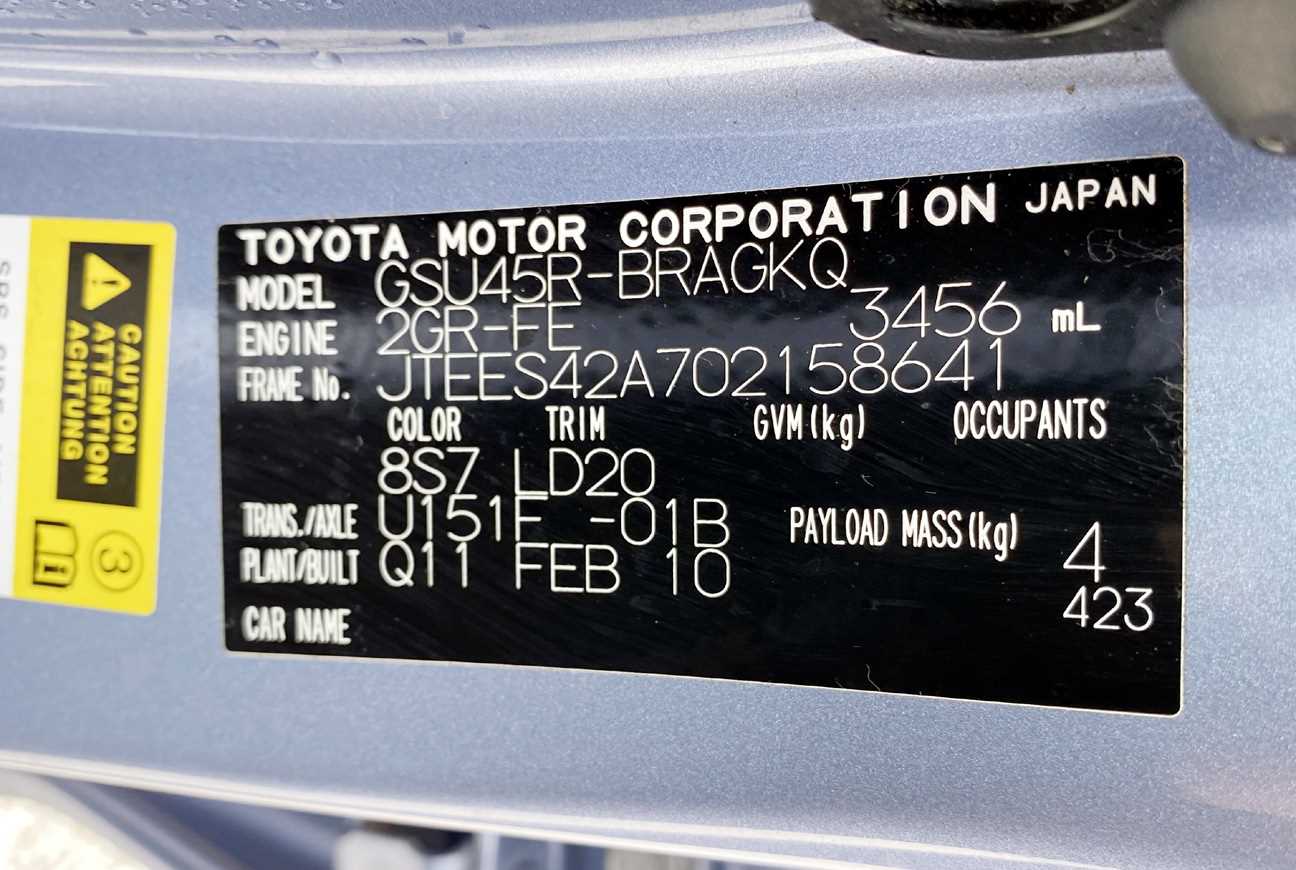 TOYOTA MOTOR CORPORATION JAPAN
MODEL GSU45R-BRAGKQ
ENGINE 2GR-FE 3456 mL
FRAME No. JTEES42A702158641
COLOR TRIM GVM(kg) OCCUPANTS
8S7 LD20
TRANS./AXLE U151F -01B PAYLOAD MASS(kg) 4
PLANT/BUILT Q11 FEB 10 423
CAR NAME
CAUTION
ATTENTION
ACHTUNG
3